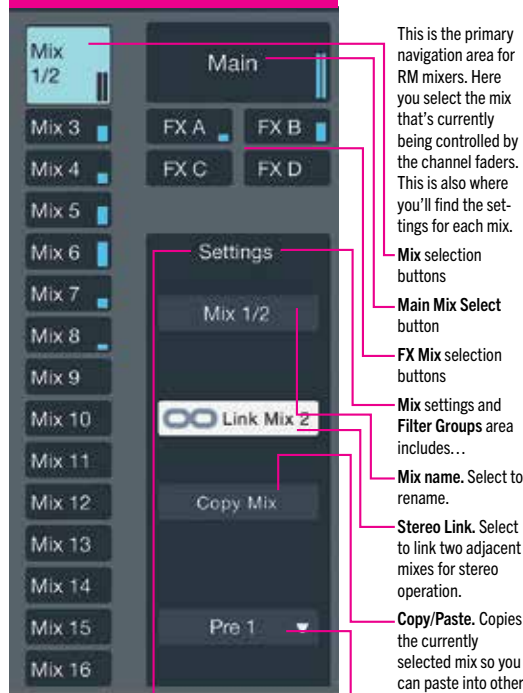 Mix
1/2
Mix 3
Mix 4
Mix 5
Mix 6
Mix 7
Mix 8
Mix 9
Mix 10
Mix 11
Mix 12
Mix 13
Mix 14
Mix 15
Mix 16
Main
FX A
FX B
FX C
FX D
Settings
Mix 1/2
Link Mix 2
Copy Mix
Pre 1
This is the primary
navigation area for
RM mixers. Here
you select the mix
that's currently
being controlled by
the channel faders.
This is also where
you'll find the set-
tings for each mix.
Mix selection
buttons
Main Mix Select
button
FX Mix selection
buttons
Mix settings and
Filter Groups area
includes…
Mix name. Select to
rename.
Stereo Link. Select
to link two adjacent
mixes for stereo
operation.
Copy/Paste. Copies
the currently
selected mix so you
can paste into other